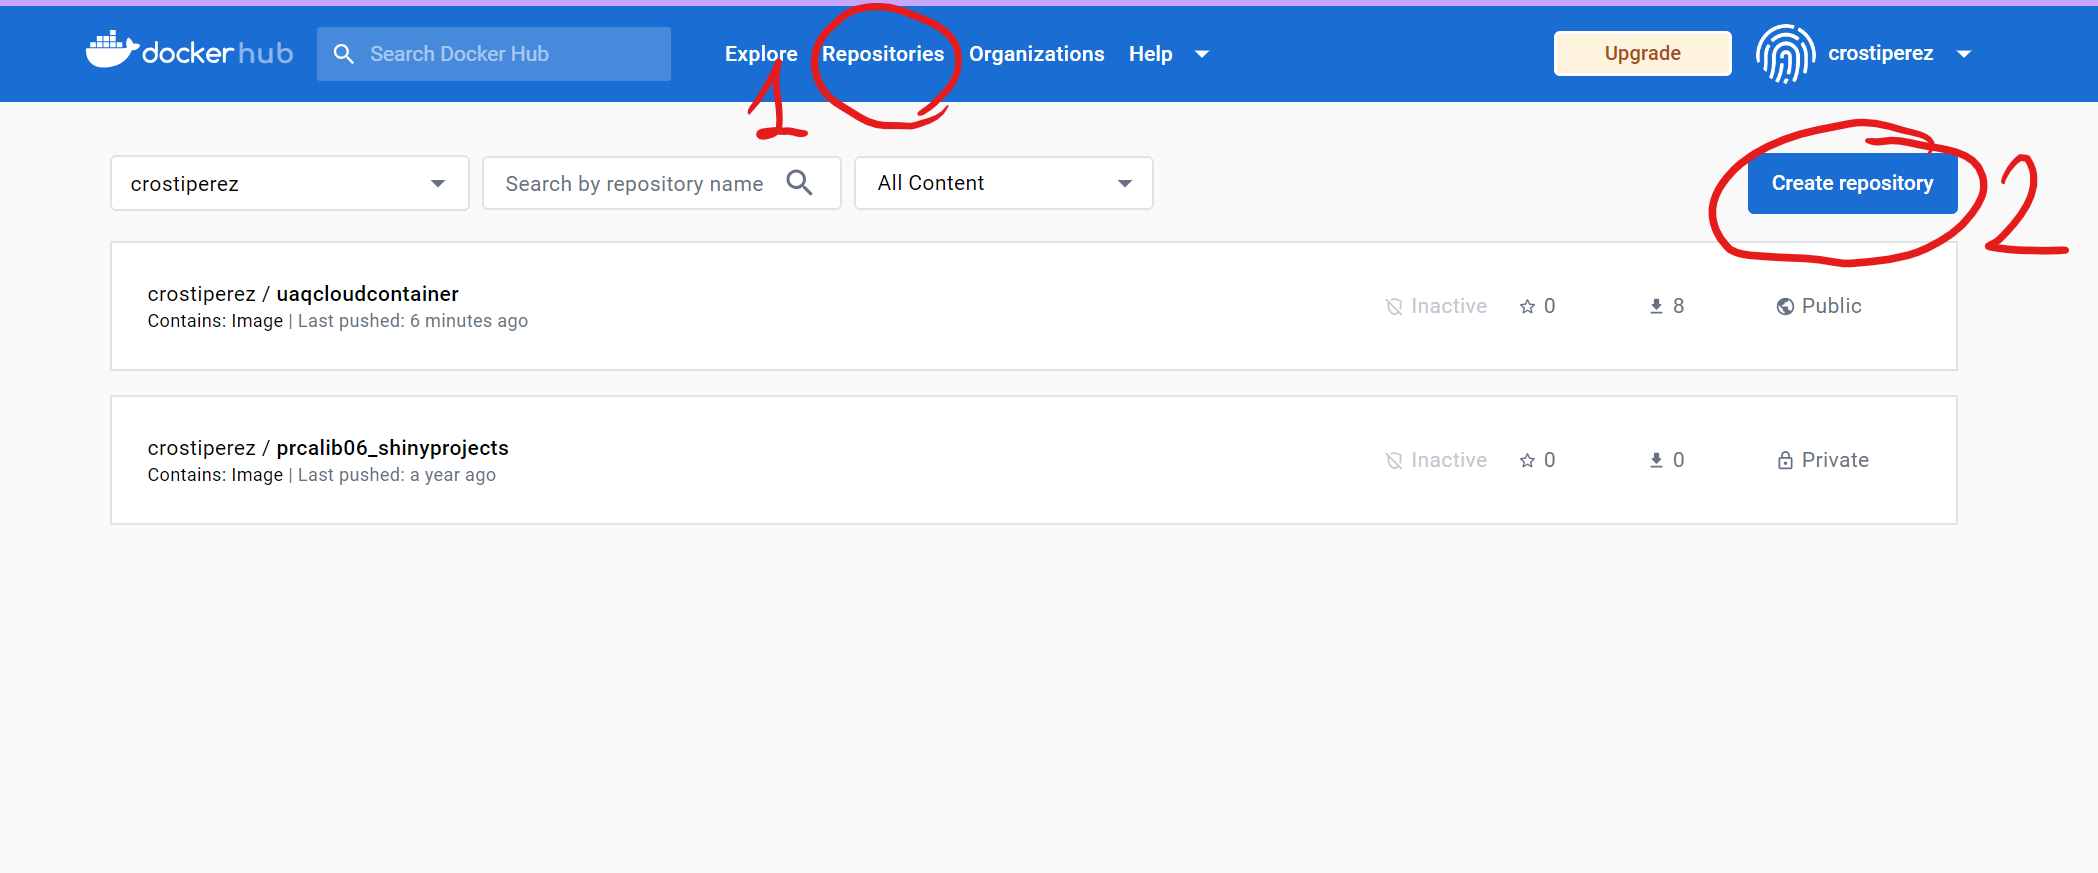 docker hub Search Docker Hub Explore Repositories Organizations Help Upgrade crostiperez
1
crostiperez Search by repository name All Content Create repository 2
crostiperez / uaqcloudcontainer
Contains: Image | Last pushed: 6 minutes ago
Inactive 0 8 Public
crostiperez / prcalib06_shinyprojects
Contains: Image | Last pushed: a year ago
Inactive 0 0 Private